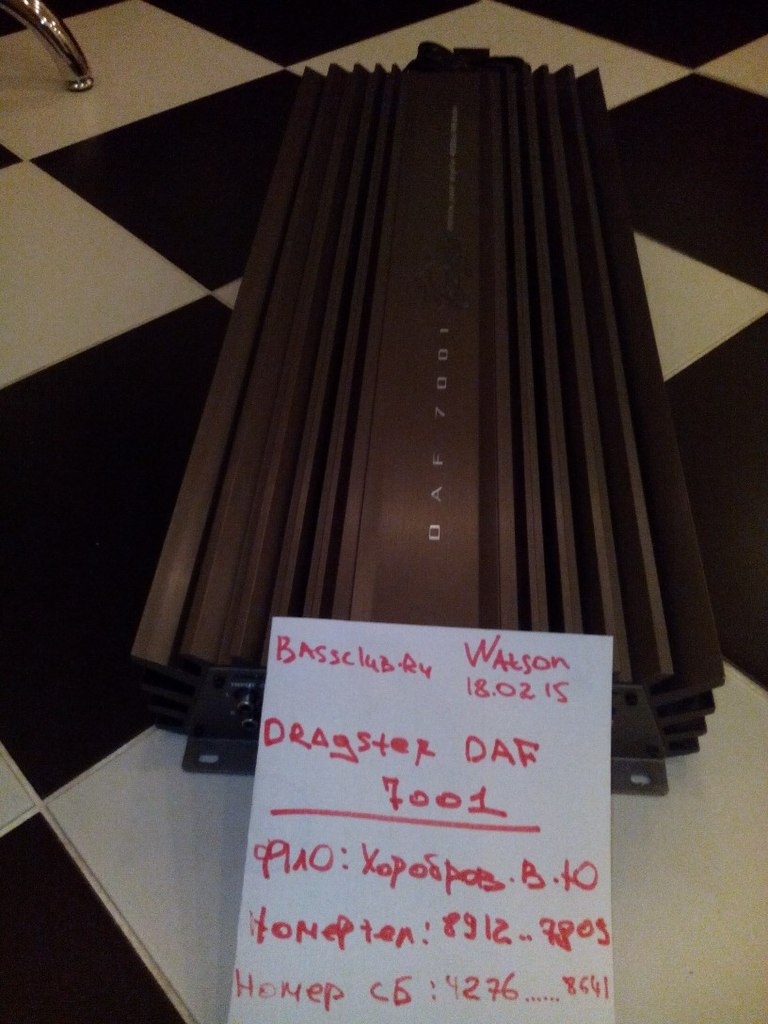 DAF 7001
Bassclub.Ru Watson
18.02 15
Dragster DAF
7001
ФИО: Хоробров.В.Ю
Номер тел: 8912..7809
Номер сБ: 4276......8641